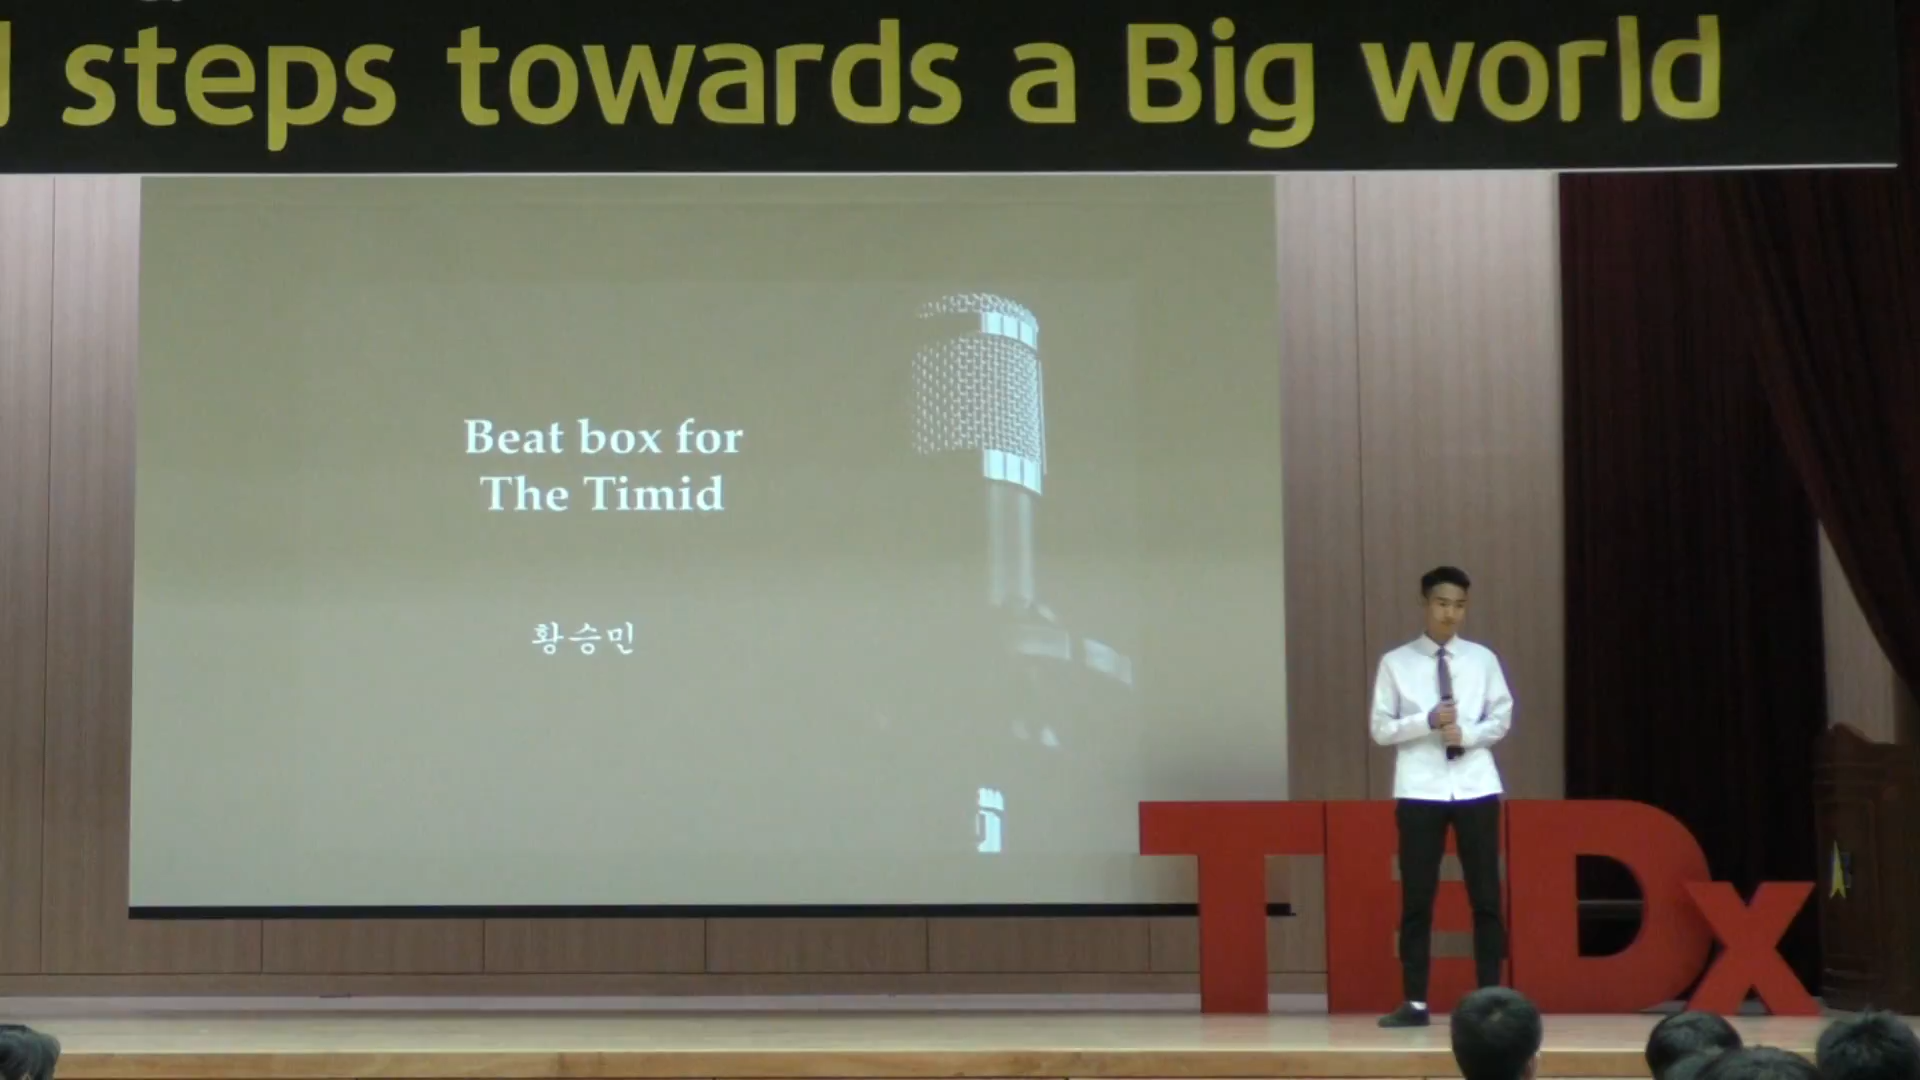 steps towards a Big world
Beat box for
The Timid
황승민
TEDx